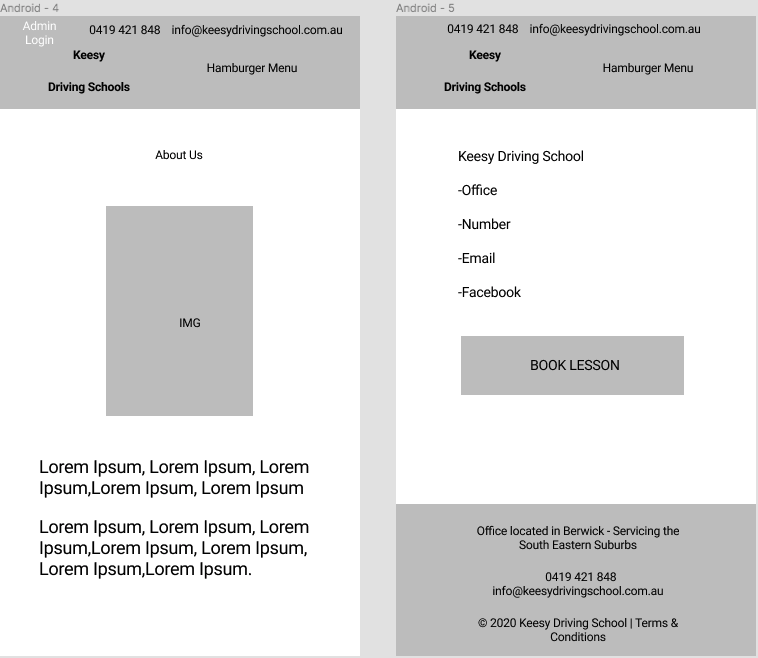 Android - 4
Admin
Login
0419 421 848 info@keesydrivingschool.com.au
Keesy
Hamburger Menu
Driving Schools
About Us
IMG
Lorem Ipsum, Lorem Ipsum, Lorem
Ipsum,Lorem Ipsum, Lorem Ipsum
Lorem Ipsum, Lorem Ipsum, Lorem
Ipsum,Lorem Ipsum, Lorem Ipsum,
Lorem Ipsum,Lorem Ipsum.
Android - 5
0419 421 848 info@keesydrivingschool.com.au
Keesy
Hamburger Menu
Driving Schools
Keesy Driving School
-Office
-Number
-Email
-Facebook
BOOK LESSON
Office located in Berwick - Servicing the
South Eastern Suburbs
0419 421 848
info@keesydrivingschool.com.au
© 2020 Keesy Driving School | Terms &
Conditions